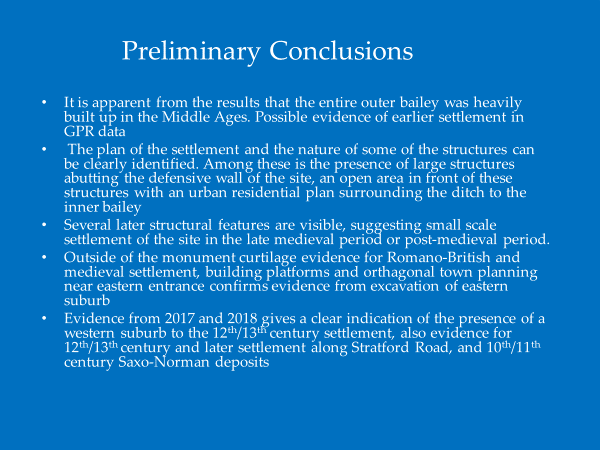 Preliminary Conclusions
• It is apparent from the results that the entire outer bailey was heavily
built up in the Middle Ages. Possible evidence of earlier settlement in
GPR data
• The plan of the settlement and the nature of some of the structures can
be clearly identified. Among these is the presence of large structures
abutting the defensive wall of the site, an open area in front of these
structures with an urban residential plan surrounding the ditch to the
inner bailey
• Several later structural features are visible, suggesting small scale
settlement of the site in the late medieval period or post-medieval period.
• Outside of the monument curtilage evidence for Romano-British and
medieval settlement, building platforms and orthagonal town planning
near eastern entrance confirms evidence from excavation of eastern
suburb
• Evidence from 2017 and 2018 gives a clear indication of the presence of a
western suburb to the 12th/13th century settlement, also evidence for
12th/13th century and later settlement along Stratford Road, and 10th/11th
century Saxo-Norman deposits